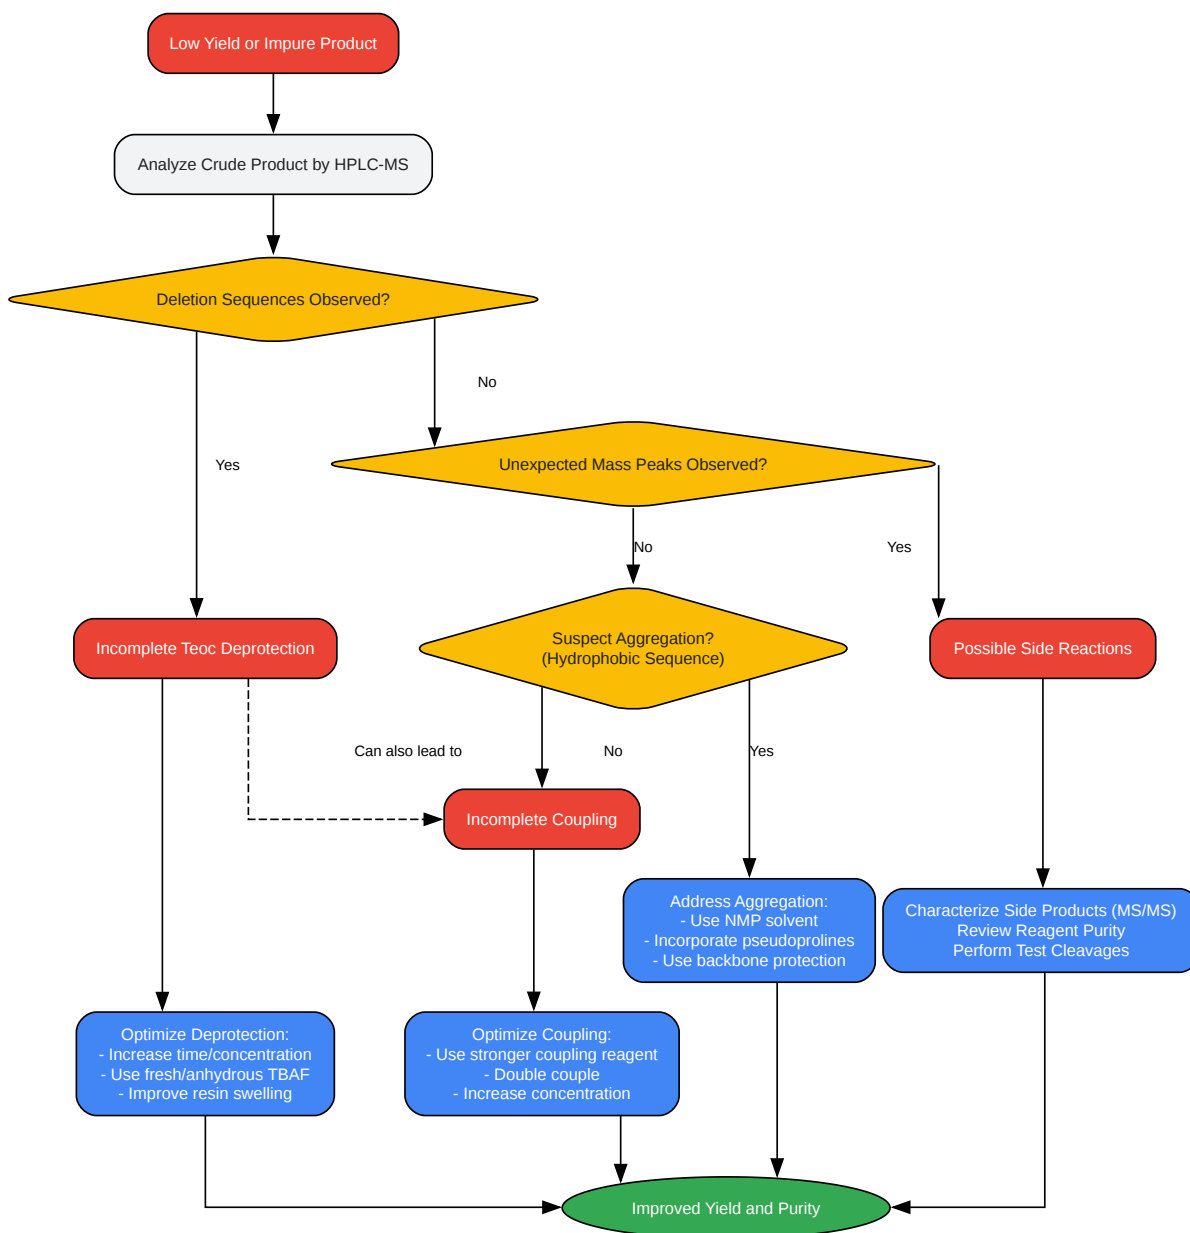 Low Yield or Impure Product
Analyze Crude Product by HPLC-MS
Deletion Sequences Observed?
No
Yes
Unexpected Mass Peaks Observed?
No
Yes
Suspect Aggregation?
(Hydrophobic Sequence)
Incomplete Teoc Deprotection
Possible Side Reactions
Can also lead to
No
Yes
Incomplete Coupling
Address Aggregation:
- Use NMP solvent
- Incorporate pseudoprolines
- Use backbone protection
Characterize Side Products (MS/MS)
Review Reagent Purity
Perform Test Cleavages
Optimize Deprotection:
- Increase time/concentration
- Use fresh/anhydrous TBAF
- Improve resin swelling
Optimize Coupling:
- Use stronger coupling reagent
- Double couple
- Increase concentration
Improved Yield and Purity